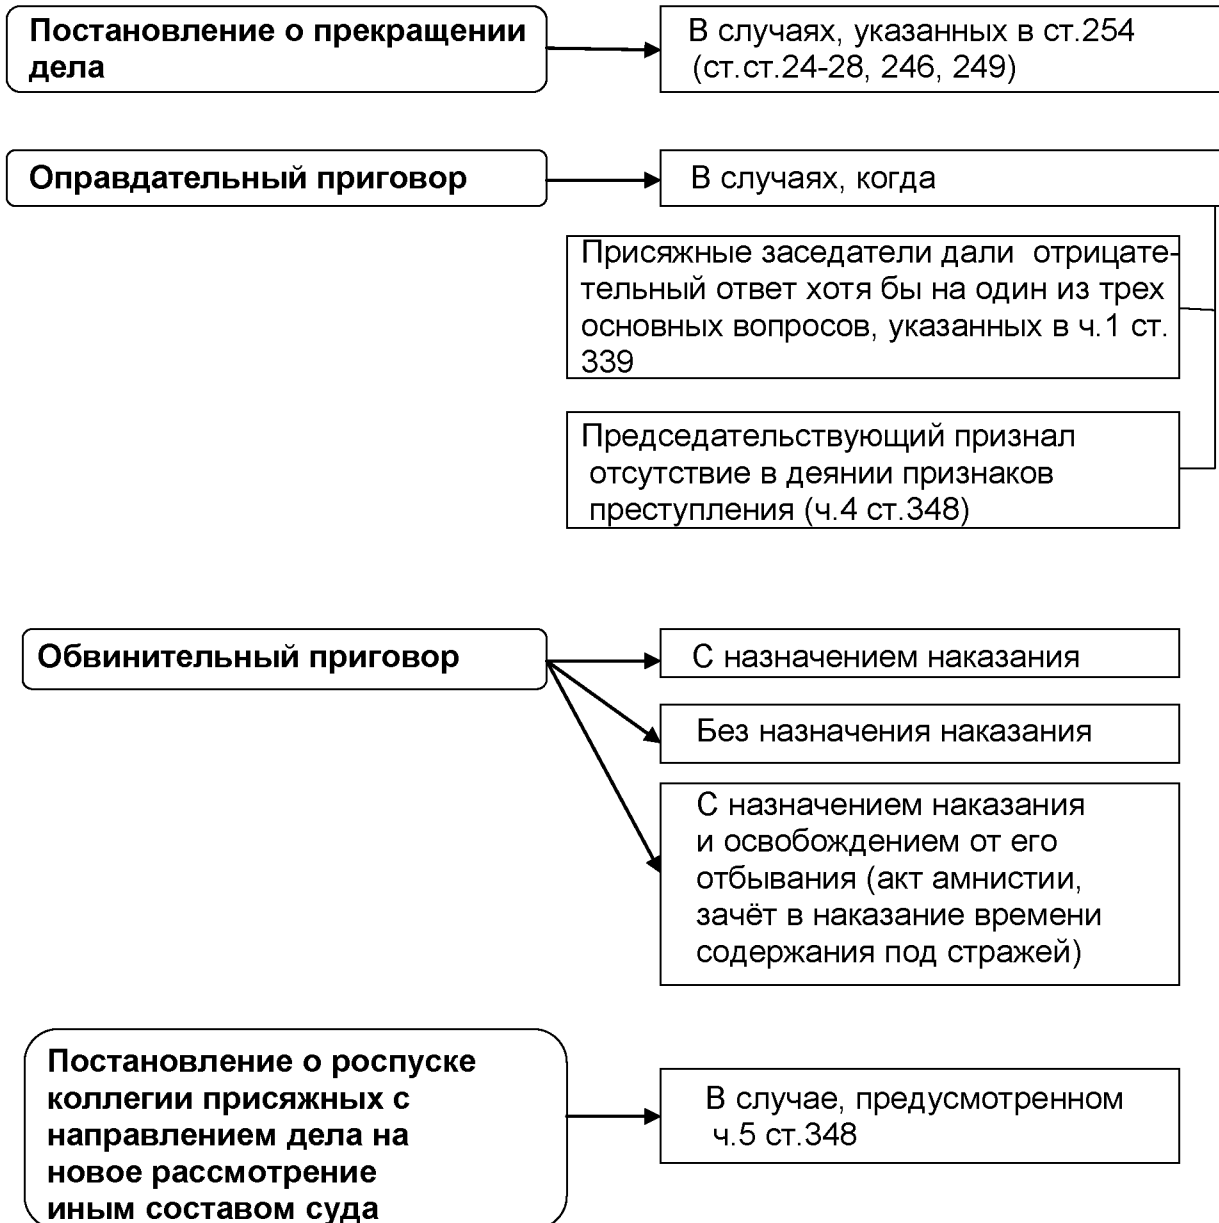 Постановление о прекращении
дела
В случаях, указанных в ст.254
(ст.ст.24-28, 246, 249)
Оправдательный приговор
В случаях, когда
Присяжные заседатели дали отрицате-
тельный ответ хотя бы на один из трех
основных вопросов, указанных в ч.1 ст.
339
Председательствующий признал
отсутствие в деянии признаков
преступления (ч.4 ст.348)
Обвинительный приговор
С назначением наказания
Без назначения наказания
С назначением наказания
и освобождением от его
отбывания (акт амнистии,
зачёт в наказание времени
содержания под стражей)
Постановление о роспуске
коллегии присяжных с
направлением дела на
новое рассмотрение
иным составом суда
В случае, предусмотренном
ч.5 ст.348